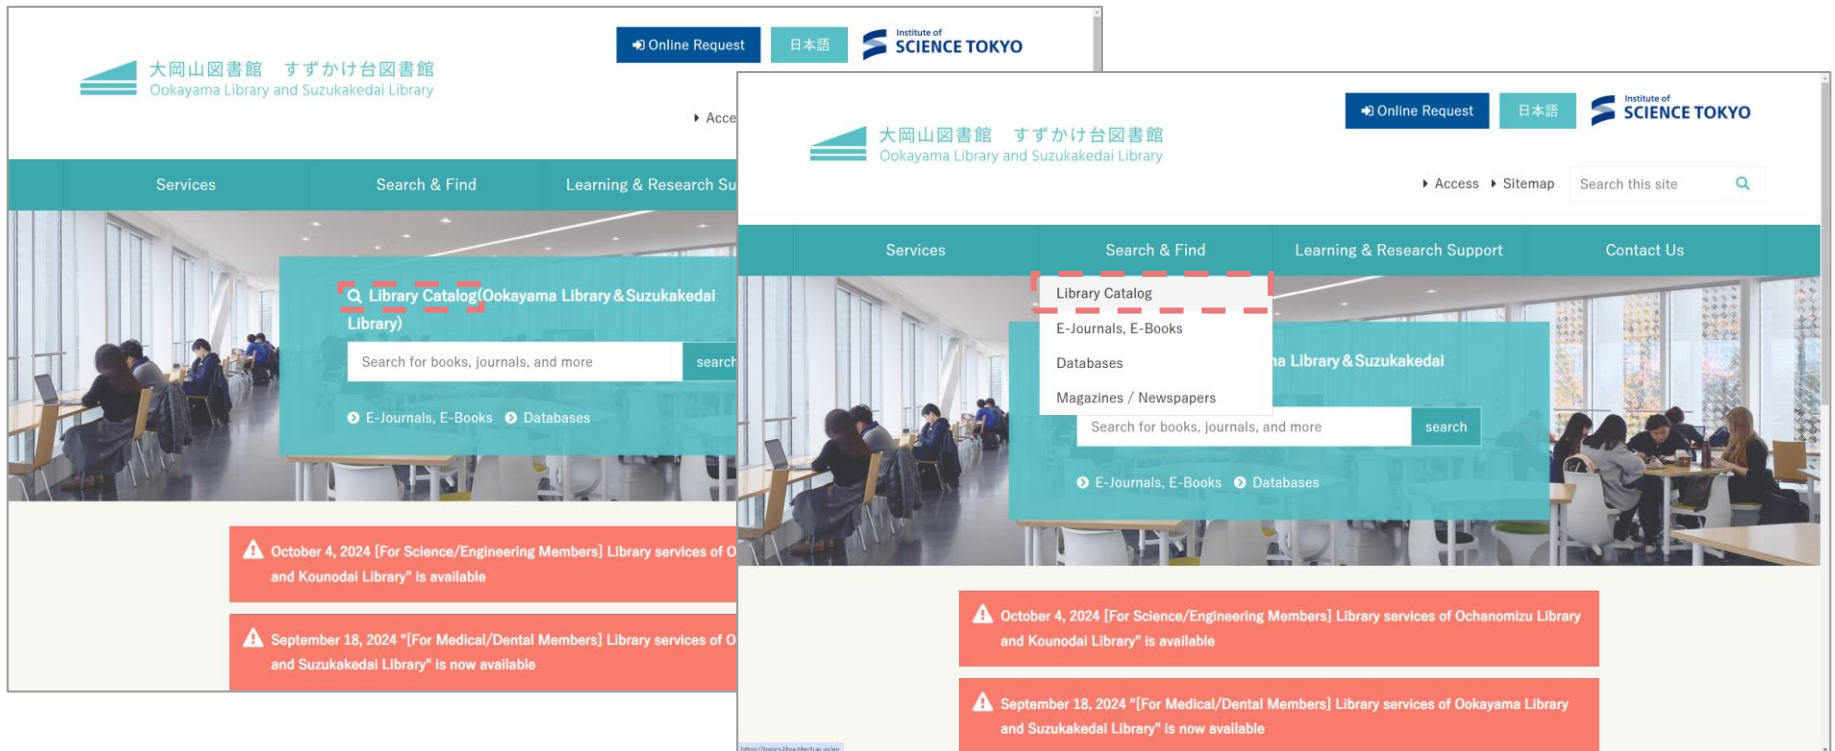 Online Request
日本語
Institute of
SCIENCE TOKYO
大岡山図書館 すずかけ台図書館
Ookayama Library and Suzukakedai Library
Acce
Services
Search & Find
Learning & Research Su
Library Catalog(Ookayama Library&Suzukakedai
Library)
Search for books, journals, and more
search
E-Journals, E-Books
Databases
October 4, 2024 [For Science/Engineering Members] Library services of O
and Kounodai Library" is available
September 18, 2024 "[For Medical/Dental Members] Library services of O
and Suzukakedai Library" is now available
Online Request
日本語
Institute of
SCIENCE TOKYO
大岡山図書館 すずかけ台図書館
Ookayama Library and Suzukakedai Library
Access
Sitemap
Search this site
Services
Search & Find
Learning & Research Support
Contact Us
Library Catalog
E-Journals, E-Books
Databases
Magazines / Newspapers
na Library&Suzukakedai
Search for books, journals, and more
search
E-Journals, E-Books
Databases
October 4, 2024 [For Science/Engineering Members] Library services of Ochanomizu Library
and Kounodai Library" is available
September 18, 2024 "[For Medical/Dental Members] Library services of Ookayama Library
and Suzukakedai Library" is now available